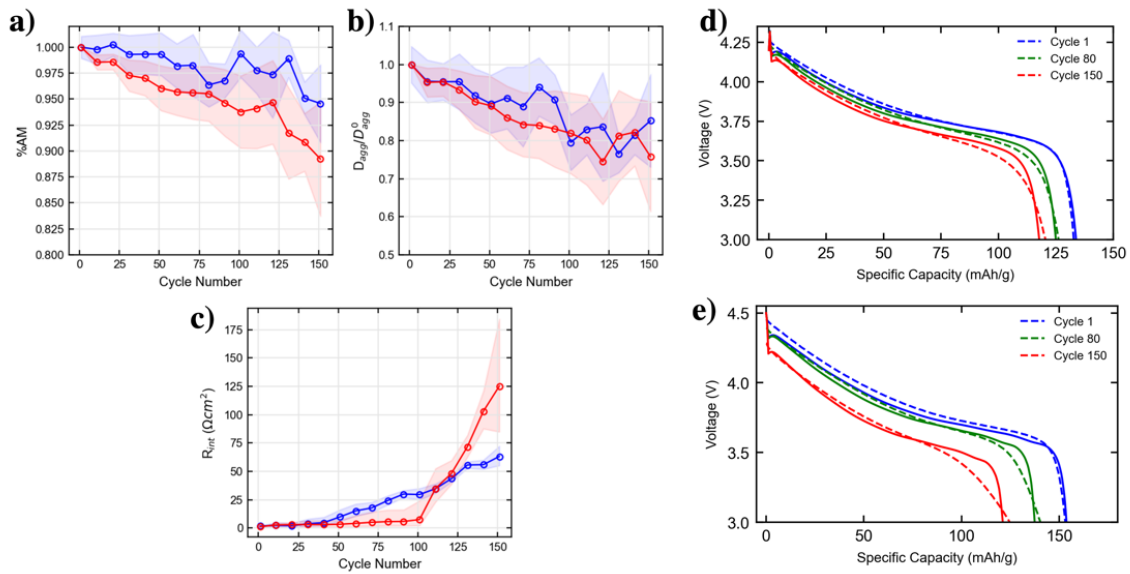 a)
%AM
1.000
0.975
0.950
0.925
0.900
0.875
0.850
0.825
0.800
0 25 50 75 100 125 150
Cycle Number
b)
D_agg/D^0_agg
1.0
0.9
0.8
0.7
0.6
0.5
0 25 50 75 100 125 150
Cycle Number
c)
R_int (Ωcm²)
175
150
125
100
75
50
25
0
0 25 50 75 100 125 150
Cycle Number
d)
Voltage (V)
4.25
4.00
3.75
3.50
3.25
3.00
Cycle 1
Cycle 80
Cycle 150
0 25 50 75 100 125 150
Specific Capacity (mAh/g)
e)
Voltage (V)
4.5
4.0
3.5
3.0
Cycle 1
Cycle 80
Cycle 150
0 50 100 150
Specific Capacity (mAh/g)